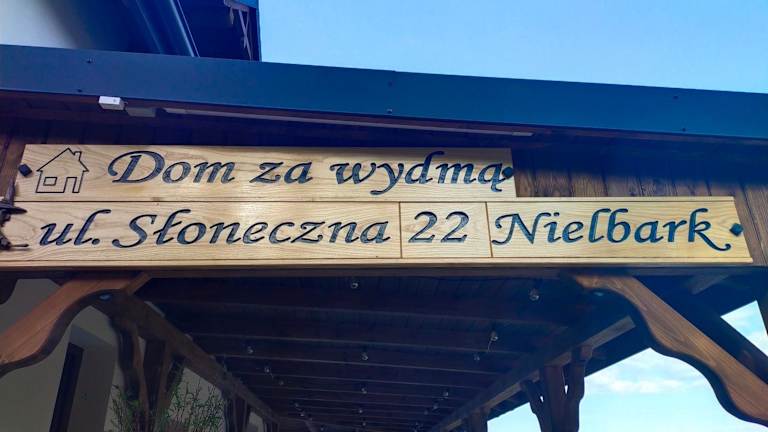 Dom za wydmą
ul. Słoneczna 22 Nielbark